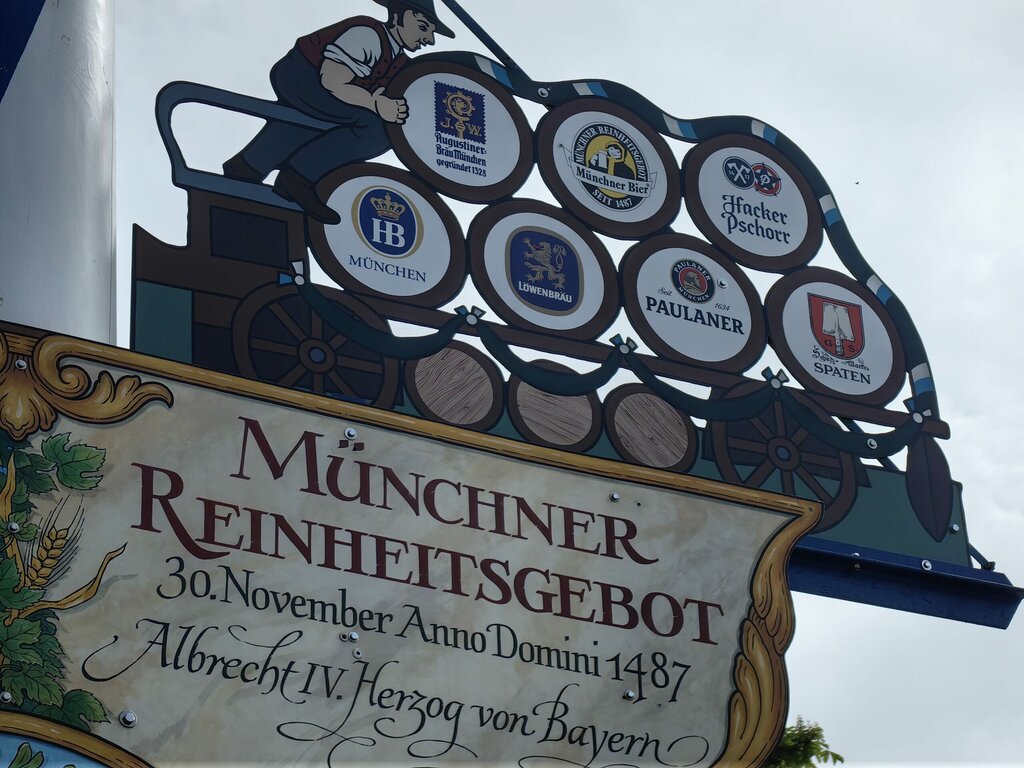 J. W.
Augustiner-
Bräu München
gegründet 1328
MÜNCHNER REINHEITSGEBOT
Münchner Bier
SEIT 1487
Hacker
Pschorr
HB
MÜNCHEN
LÖWENBRÄU
PAULANER
MÜNCHEN
Seit 1634
PAULANER
G S
SPATEN
MÜNCHNER
REINHEITSGEBOT
30. November Anno Domini 1487
Albrecht IV. Herzog von Bayern